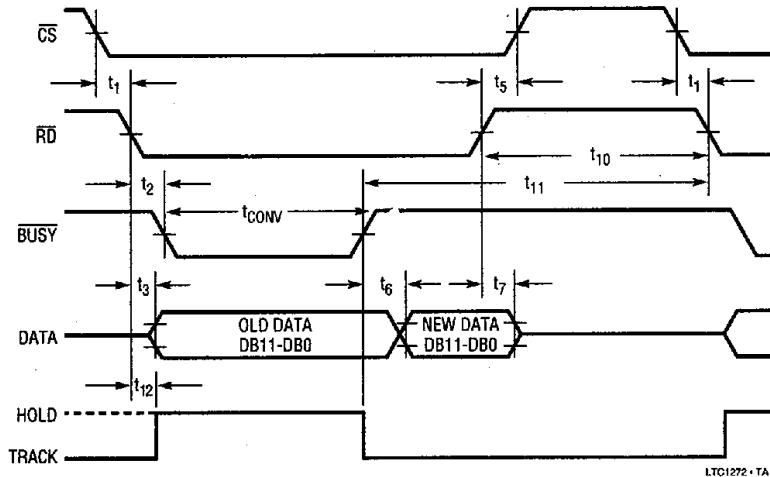 CS
t1 t5 t1
RD
t2 t10
t11
BUSY tCONV
t3 t6 t7
DATA OLD DATA NEW DATA
DB11-DB0 DB11-DB0
t12
HOLD
TRACK
LTC1272 • TA